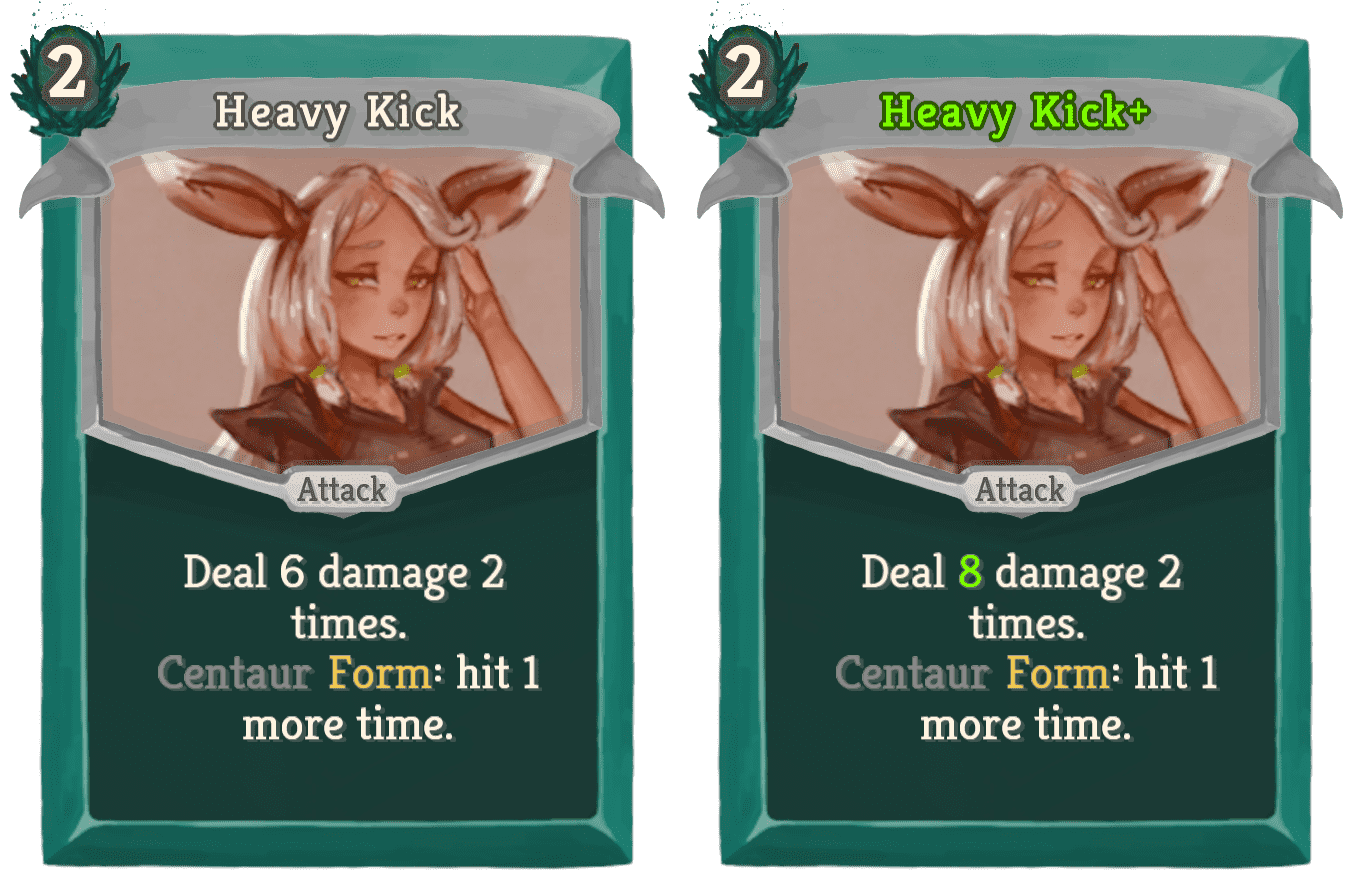 2
Heavy Kick
Attack
Deal 6 damage 2
times.
Centaur Form: hit 1
more time.
2
Heavy Kick+
Attack
Deal 8 damage 2
times.
Centaur Form: hit 1
more time.